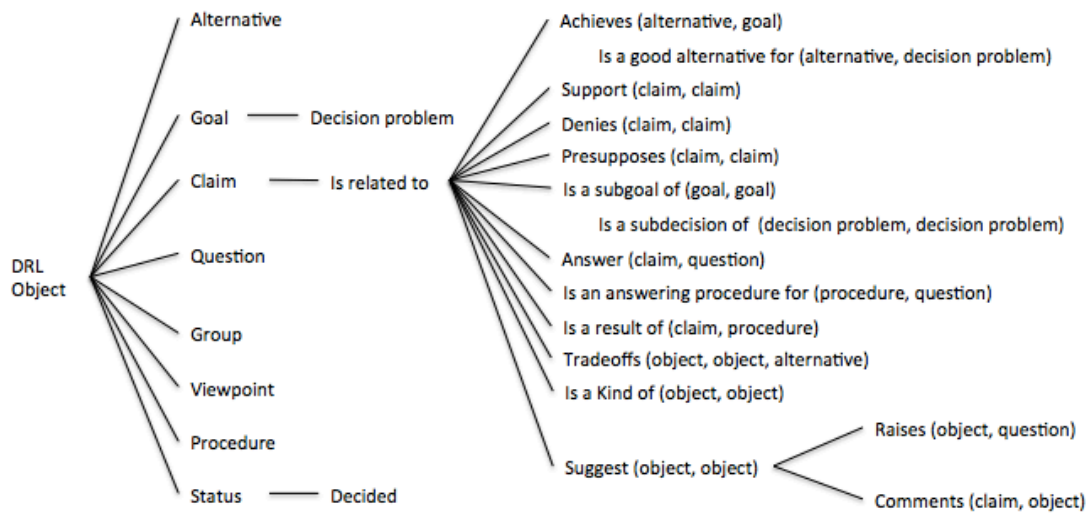 Alternative
Achieves (alternative, goal)
Is a good alternative for (alternative, decision problem)
Support (claim, claim)
Goal
Decision problem
Denies (claim, claim)
Presupposes (claim, claim)
Claim
Is related to
Is a subgoal of (goal, goal)
Is a subdecision of  (decision problem, decision problem)
Question
Answer (claim, question)
DRL
Object
Is an answering procedure for (procedure, question)
Group
Is a result of (claim, procedure)
Tradeoffs (object, object, alternative)
Viewpoint
Is a Kind of (object, object)
Procedure
Raises (object, question)
Suggest (object, object)
Status
Decided
Comments (claim, object)